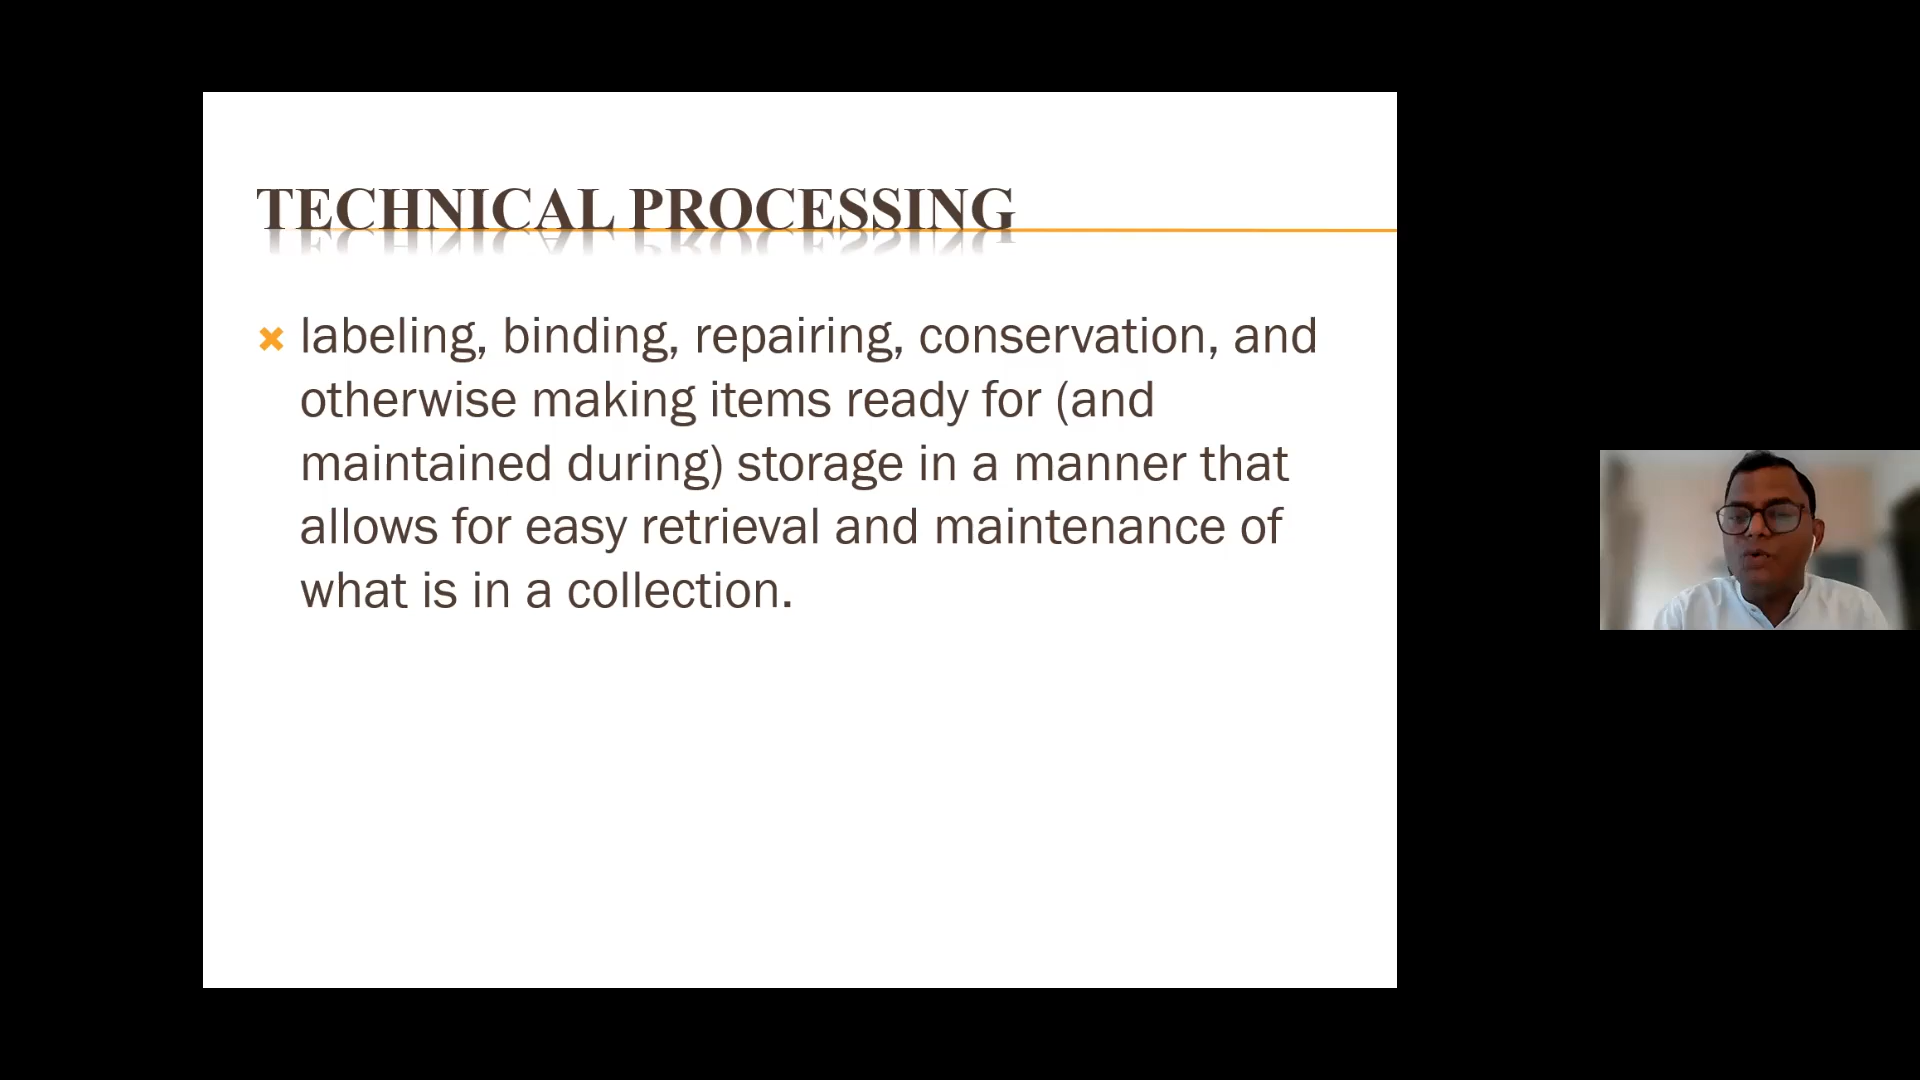 TECHNICAL PROCESSING
labeling, binding, repairing, conservation, and
otherwise making items ready for (and
maintained during) storage in a manner that
allows for easy retrieval and maintenance of
what is in a collection.